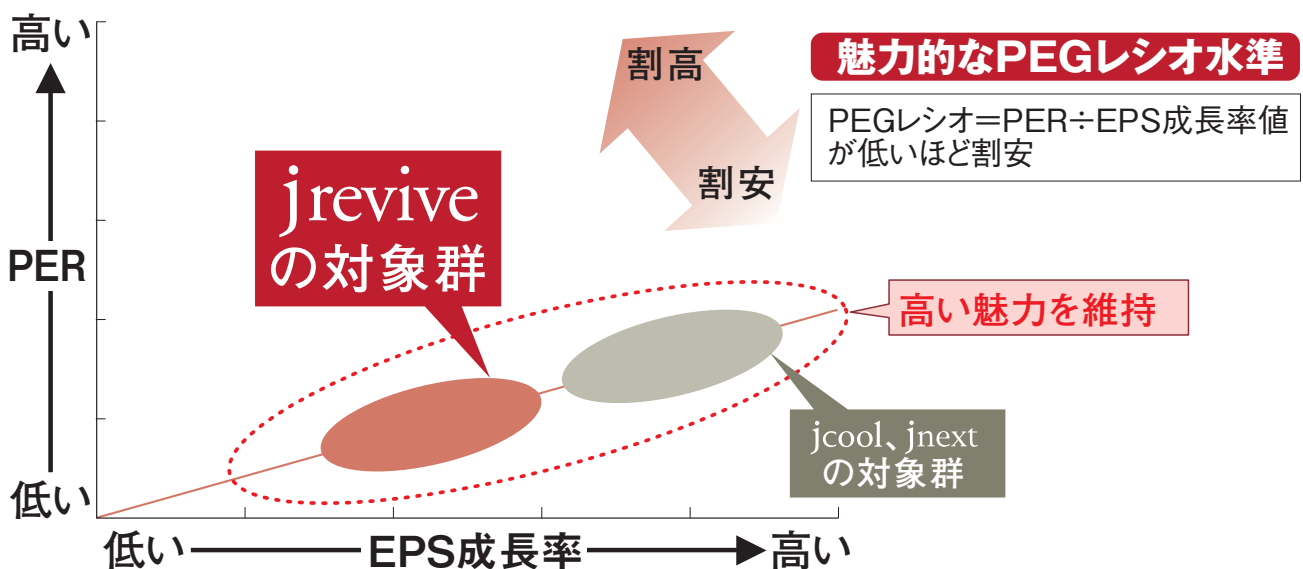 高い
PER
低い
割高
割安
魅力的なPEGレシオ水準
PEGレシオ＝PER÷EPS成長率値
が低いほど割安
jrevive
の対象群
高い魅力を維持
jcool、jnext
の対象群
低い
EPS成長率
高い